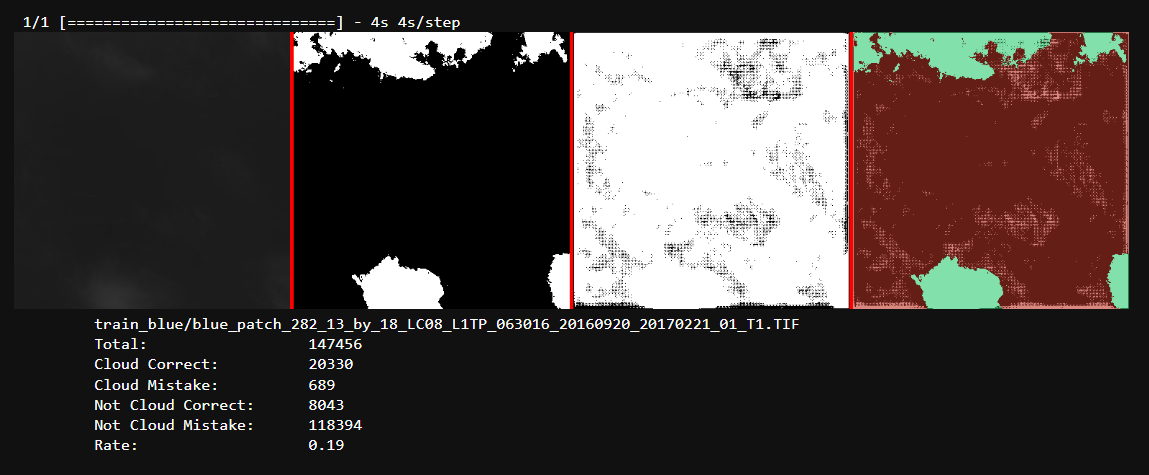 1/1 [==============================] - 4s 4s/step
train_blue/blue_patch_282_13_by_18_LC08_L1TP_063016_20160920_20170221_01_T1.TIF
Total: 147456
Cloud Correct: 20330
Cloud Mistake: 689
Not Cloud Correct: 8043
Not Cloud Mistake: 118394
Rate: 0.19